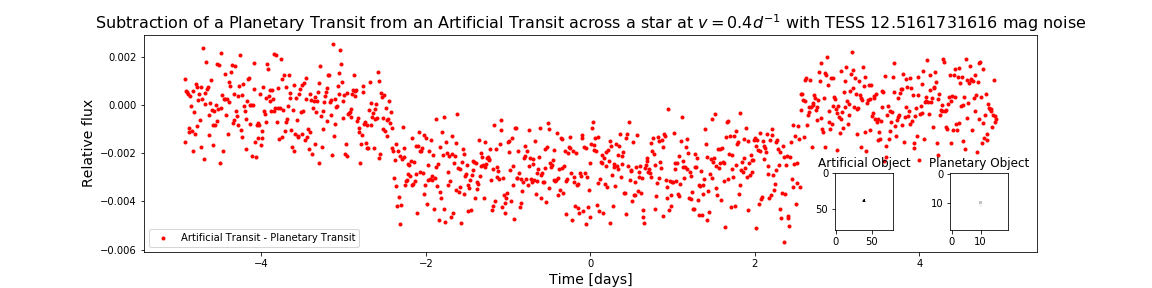 Subtraction of a Planetary Transit from an Artificial Transit across a star at v = 0.4d⁻¹ with TESS 12.5161731616 mag noise
Relative flux
0.002
0.000
−0.002
−0.004
−0.006
Artificial Transit - Planetary Transit
Artificial Object
0
50
0 50
Planetary Object
0
10
0 10
−4 −2 0 2 4
Time [days]